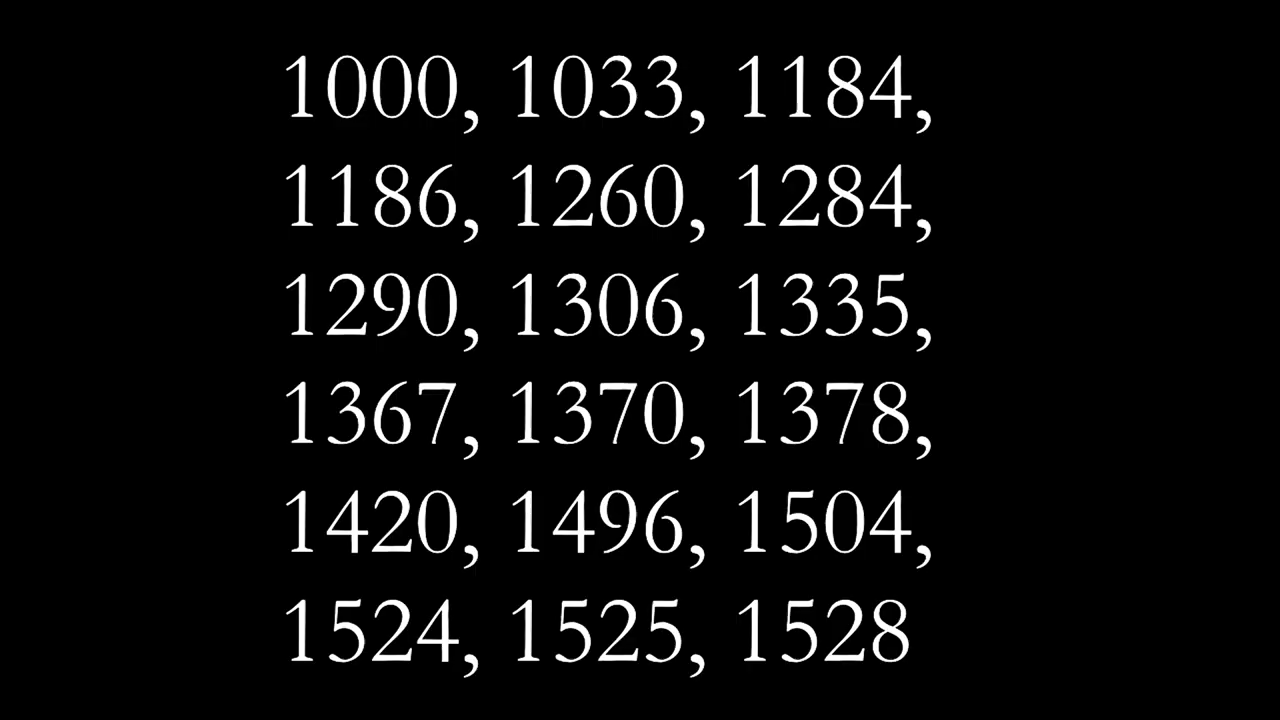 1000, 1033, 1184,
1186, 1260, 1284,
1290, 1306, 1335,
1367, 1370, 1378,
1420, 1496, 1504,
1524, 1525, 1528